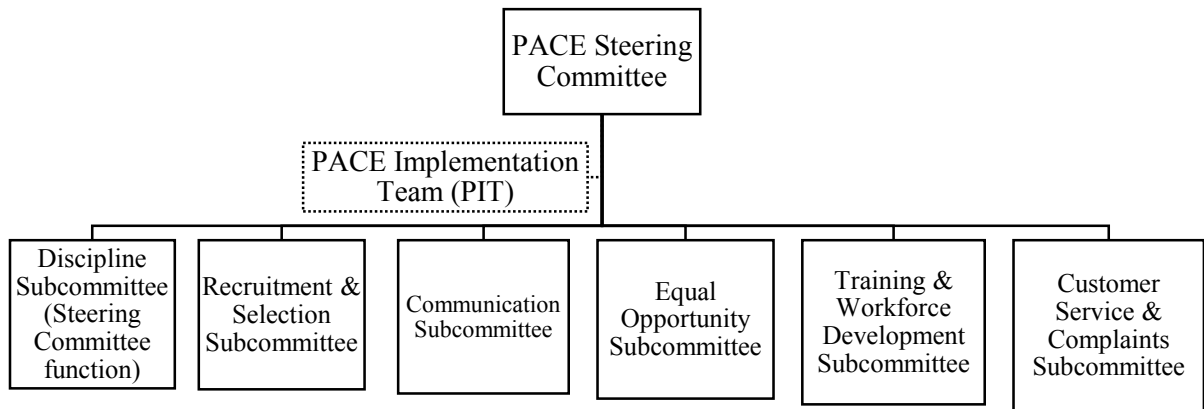 PACE Steering
Committee
PACE Implementation
Team (PIT)
Discipline
Subcommittee
(Steering
Committee
function)
Recruitment &
Selection
Subcommittee
Communication
Subcommittee
Equal
Opportunity
Subcommittee
Training &
Workforce
Development
Subcommittee
Customer
Service &
Complaints
Subcommittee